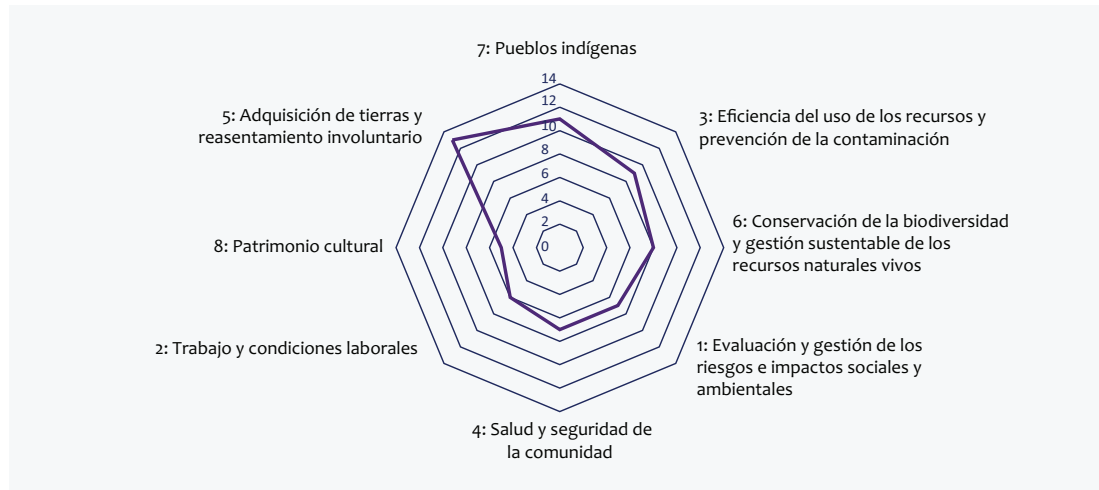 7: Pueblos indígenas
14
12
10
8
6
4
2
0
5: Adquisición de tierras y
reasentamiento involuntario
3: Eficiencia del uso de los recursos y
prevención de la contaminación
8: Patrimonio cultural
6: Conservación de la biodiversidad
y gestión sustentable de los
recursos naturales vivos
2: Trabajo y condiciones laborales
1: Evaluación y gestión de los
riesgos e impactos sociales y
ambientales
4: Salud y seguridad de
la comunidad